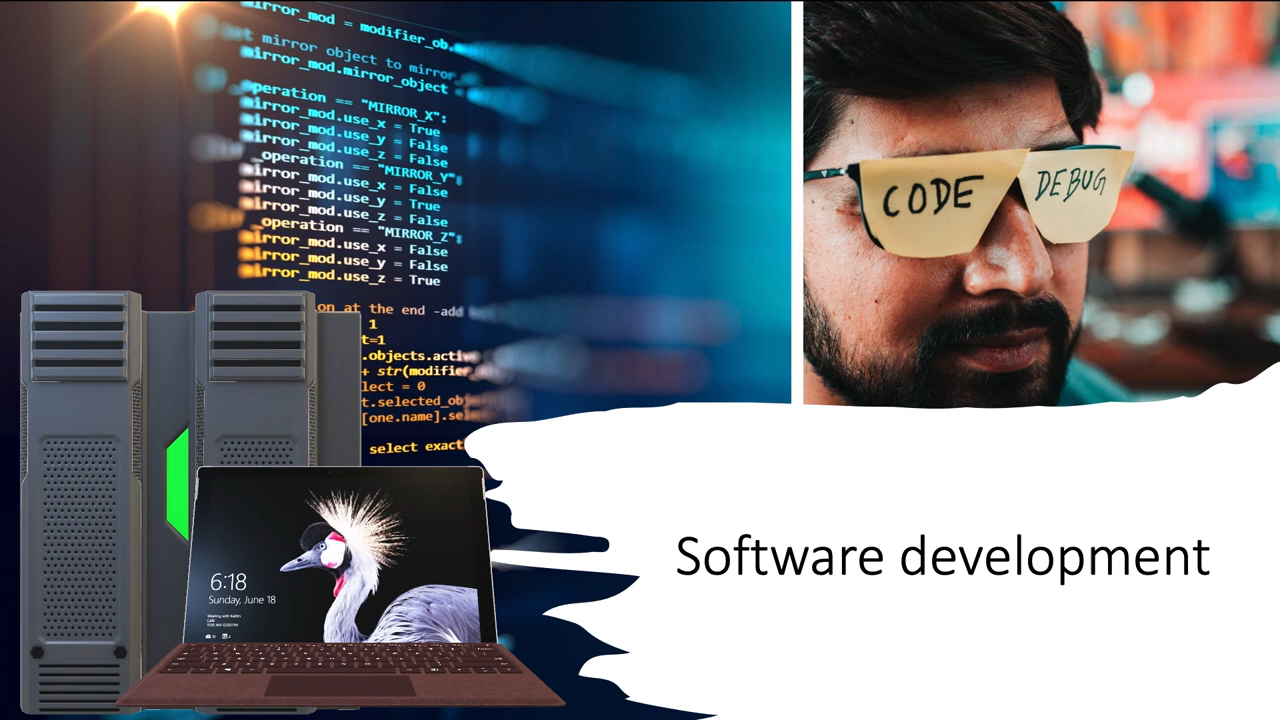 mirror_mod = modifier_ob.
mirror object to mirror
mirror_mod.mirror_object
operation == "MIRROR_X":
mirror_mod.use_x = True
mirror_mod.use_y = False
mirror_mod.use_z = False
_operation == "MIRROR_Y":
mirror_mod.use_x = False
mirror_mod.use_y = True
mirror_mod.use_z = False
_operation == "MIRROR_Z":
mirror_mod.use_x = False
mirror_mod.use_y = False
mirror_mod.use_z = True
on at the end -add
1
t=1
.objects.active
+ str(modifier_o
lect = 0
t.selected_obj
[one.name].sel
select exact
CODE
DEBUG
6:18
Sunday, June 18
Software development